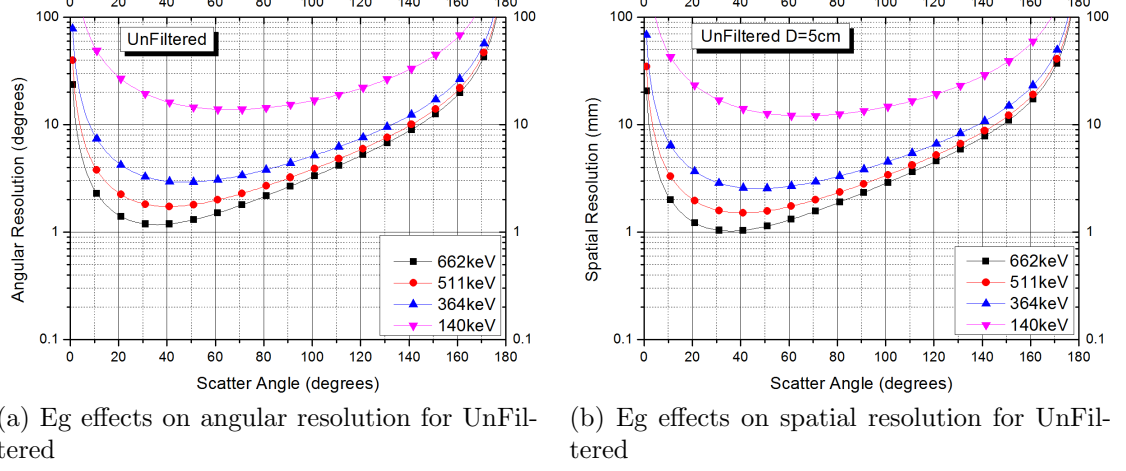 0 20 40 60 80 100 120 140 160 180
100 100
UnFiltered
10 10
1 1
0.1 0.1
662keV
511keV
364keV
140keV
0 20 40 60 80 100 120 140 160 180
Angular Resolution (degrees)
Scatter Angle (degrees)
(a) Eg effects on angular resolution for UnFil-
tered
0 20 40 60 80 100 120 140 160 180
100 100
UnFiltered D=5cm
10 10
1 1
0.1 0.1
662keV
511keV
364keV
140keV
0 20 40 60 80 100 120 140 160 180
Spatial Resolution (mm)
Scatter Angle (degrees)
(b) Eg effects on spatial resolution for UnFil-
tered